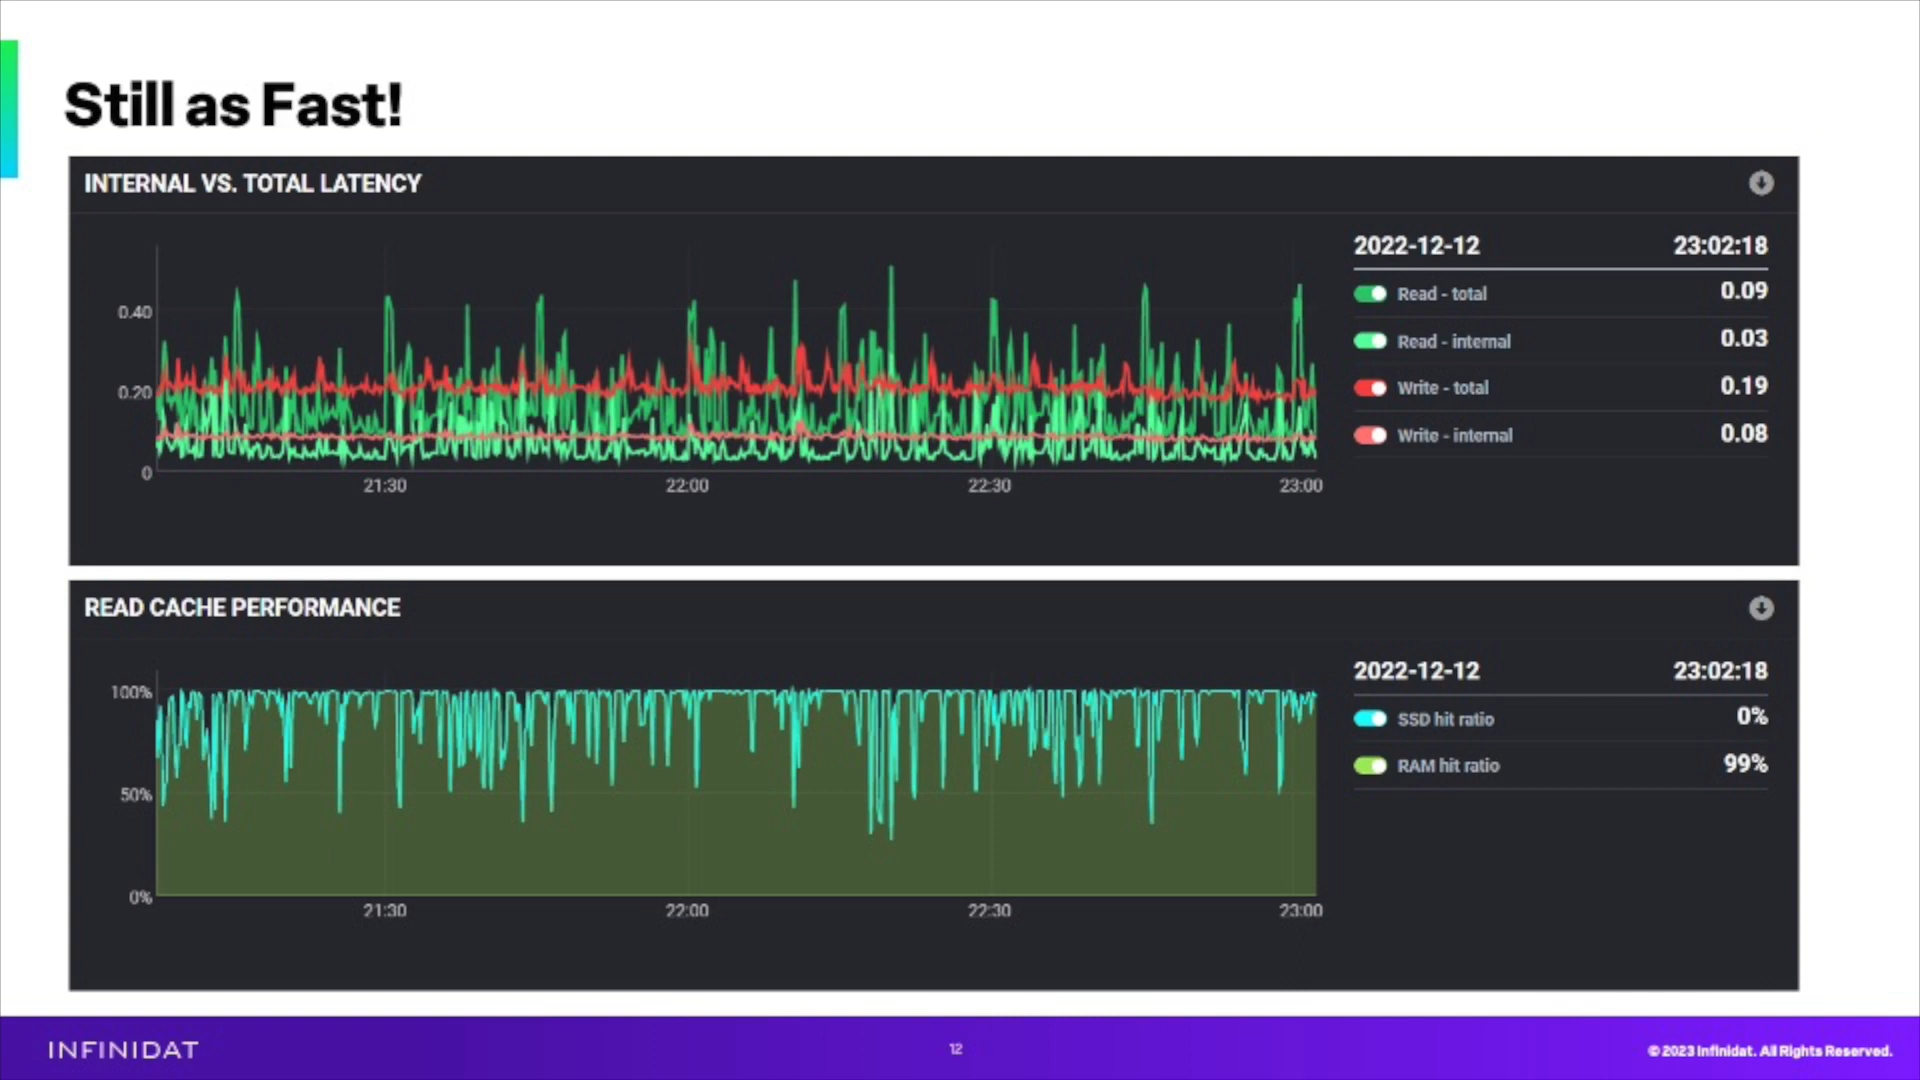 Still as Fast!
INTERNAL VS. TOTAL LATENCY
2022-12-12 23:02:18
Read - total 0.09
Read - internal 0.03
Write - total 0.19
Write - internal 0.08
0.40
0.20
0
21:30 22:00 22:30 23:00
READ CACHE PERFORMANCE
2022-12-12 23:02:18
SSD hit ratio 0%
RAM hit ratio 99%
100%
50%
0%
21:30 22:00 22:30 23:00
INFINIDAT 12 © 2023 Infinidat. All Rights Reserved.